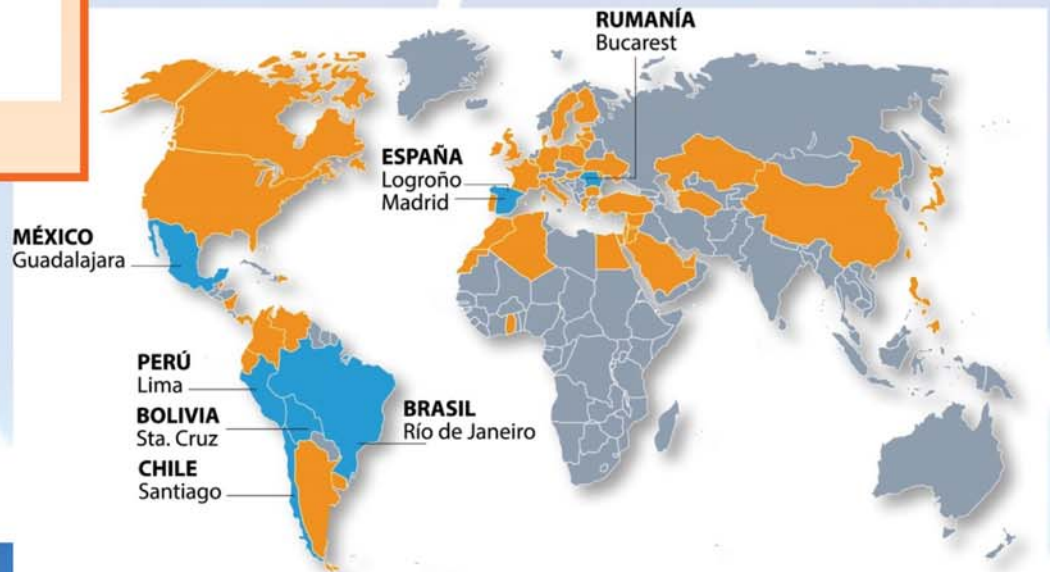 RUMANÍA
Bucarest
ESPAÑA
Logroño
Madrid
MÉXICO
Guadalajara
PERÚ
Lima
BOLIVIA
Sta. Cruz
CHILE
Santiago
BRASIL
Río de Janeiro